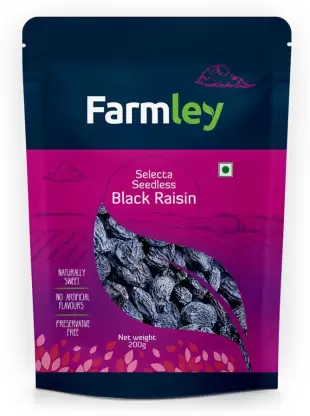 Farmley
Selecta
Seedless
Black Raisin
NATURALLY
SWEET
NO ARTIFICIAL
FLAVOURS
PRESERVATIVE
FREE
Net weight
200g